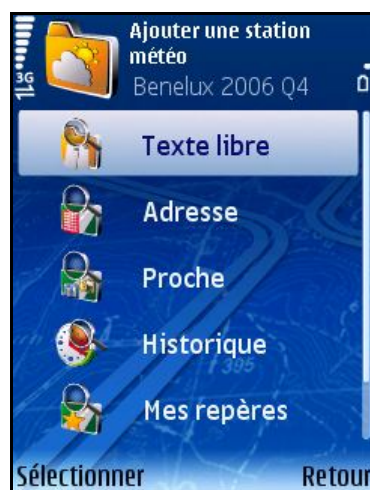 Ajouter une station
météo
Benelux 2006 Q4
3G
Texte libre
Adresse
Proche
Historique
Mes repères
Sélectionner
Retour